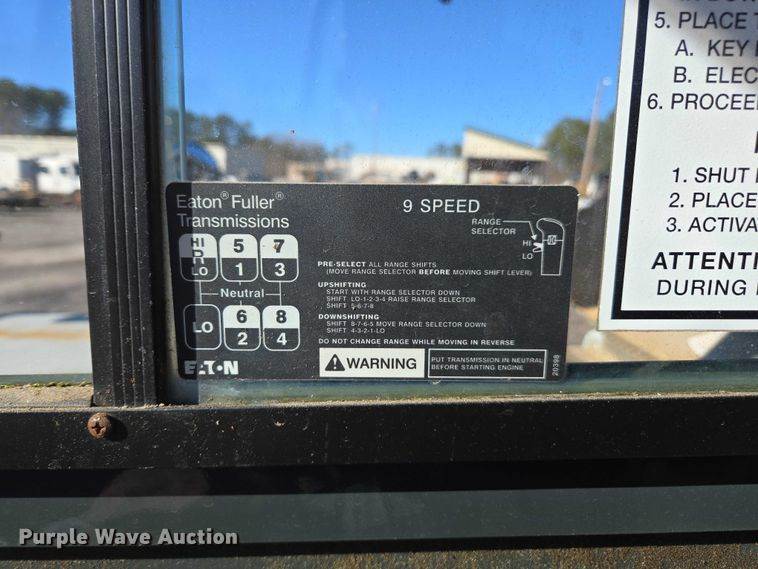 5. PLACE
A. KEY
B. ELEC
6. PROCEE
1. SHUT
2. PLACE
3. ACTIVA
ATTENTI
DURING
Eaton® Fuller®
Transmissions
9 SPEED
RANGE
SELECTOR
HI
LO
HI
R
LO
5
1
7
3
Neutral
LO
6
2
8
4
PRE-SELECT ALL RANGE SHIFTS
(MOVE RANGE SELECTOR BEFORE MOVING SHIFT LEVER)
UPSHIFTING
START WITH RANGE SELECTOR DOWN
SHIFT LO-1-2-3-4 RAISE RANGE SELECTOR
SHIFT 5-6-7-8
DOWNSHIFTING
SHIFT 8-7-6-5 MOVE RANGE SELECTOR DOWN
SHIFT 4-3-2-1-LO
DO NOT CHANGE RANGE WHILE MOVING IN REVERSE
EATON
WARNING
PUT TRANSMISSION IN NEUTRAL
BEFORE STARTING ENGINE
20398
Purple Wave Auction